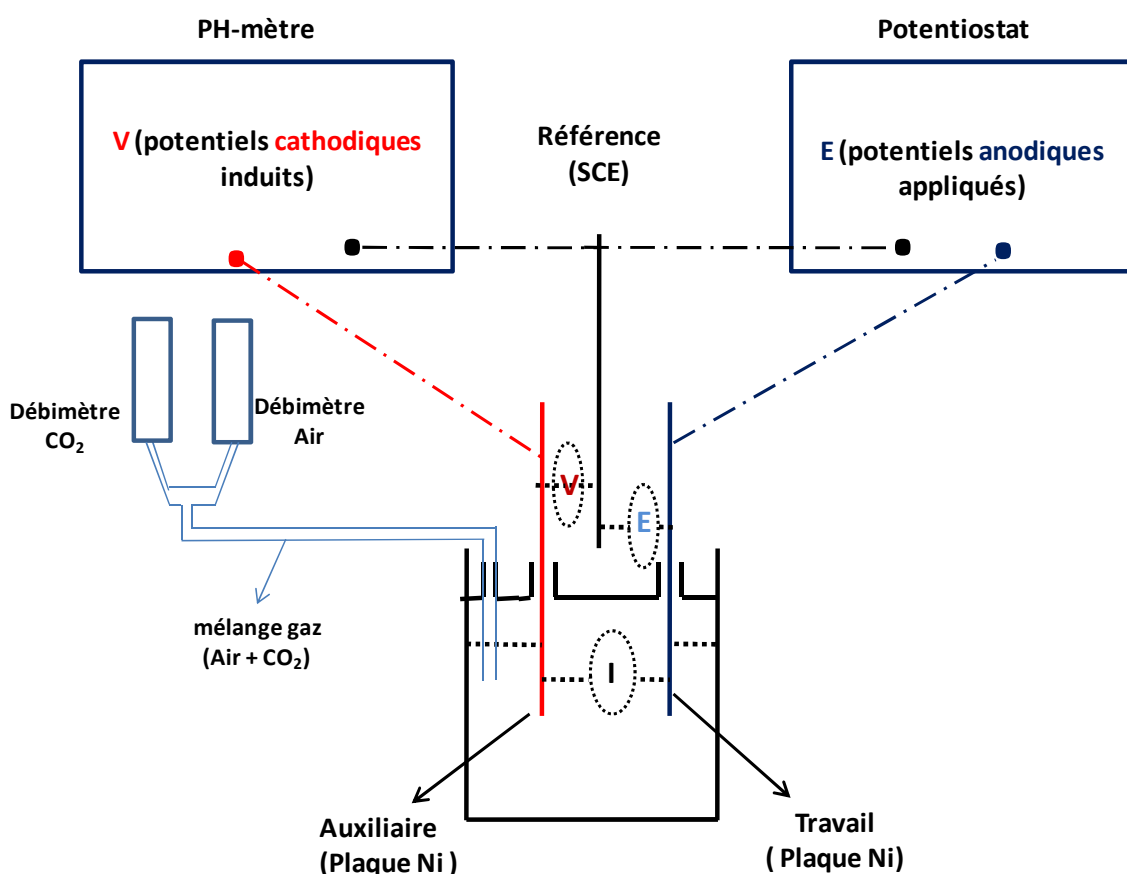 PH-mètre
Potentiostat
V (potentiels cathodiques
induits)
Référence
(SCE)
E (potentiels anodiques
appliqués)
Débimètre
CO₂
Débimètre
Air
V
E
mélange gaz
(Air + CO₂)
I
Auxiliaire
(Plaque Ni )
Travail
( Plaque Ni)